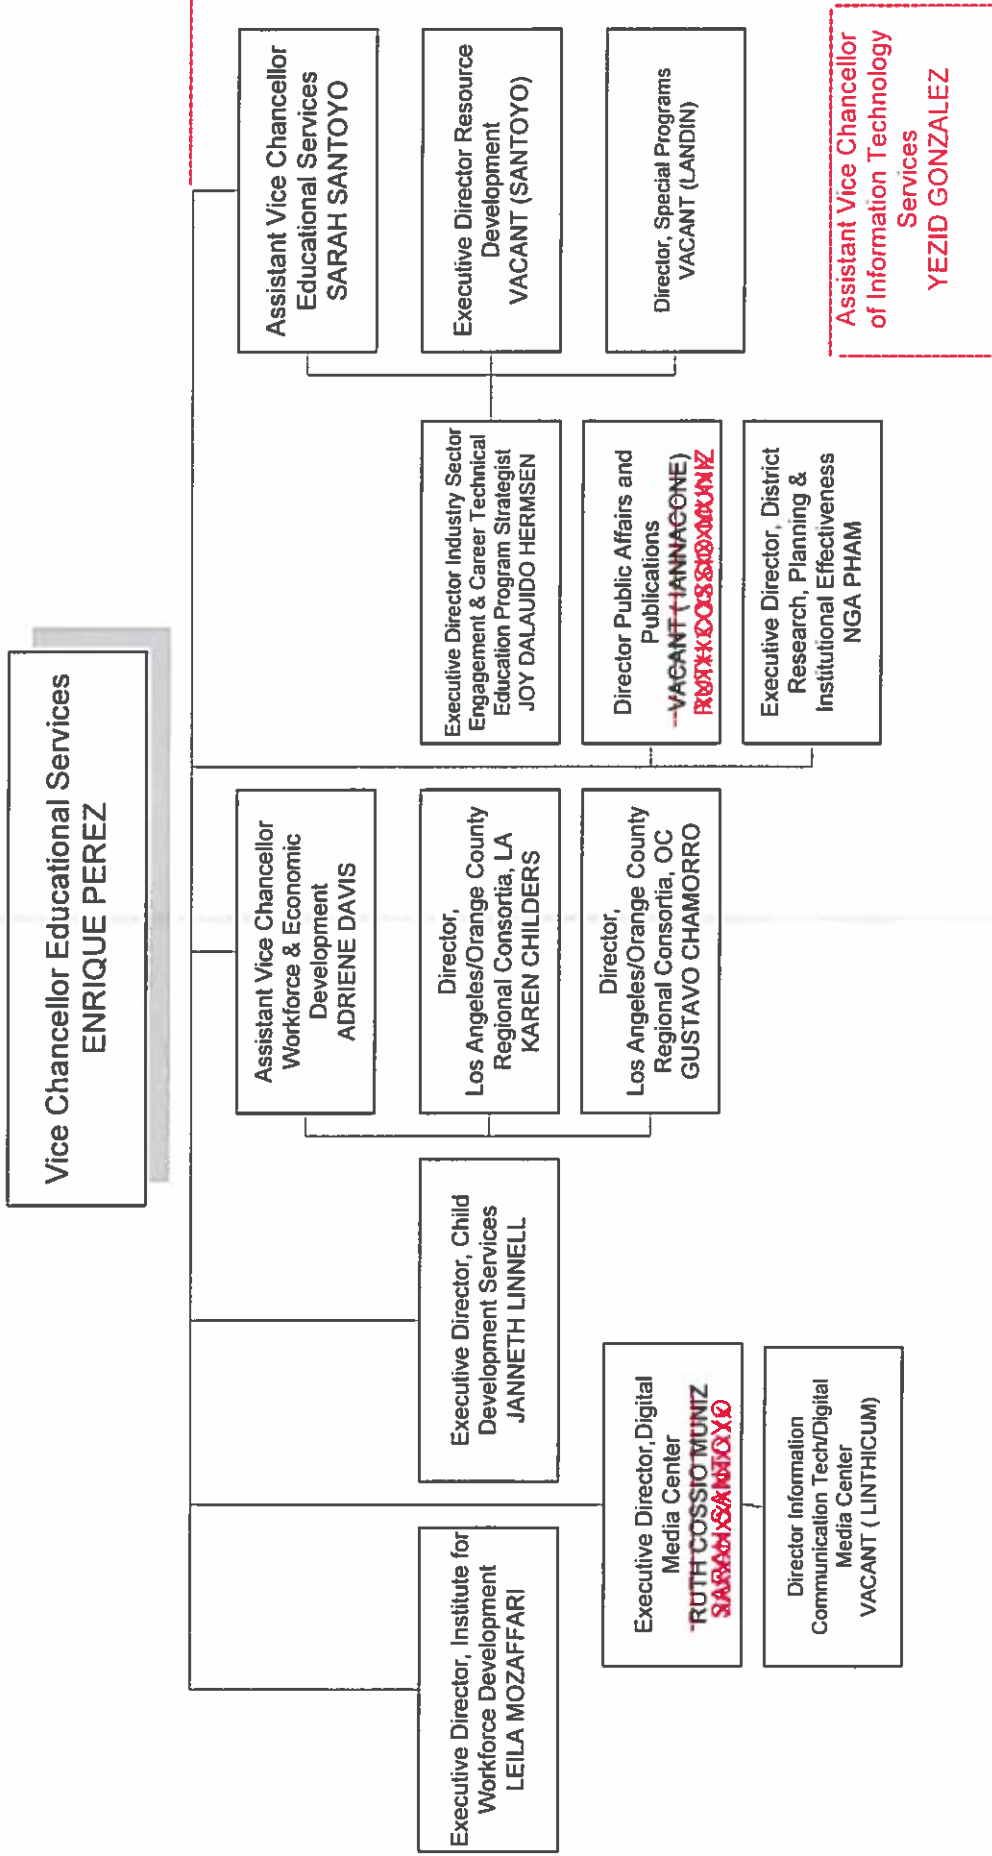 Vice Chancellor Educational Services
ENRIQUE PEREZ
Executive Director, Institute for
Workforce Development
LEILA MOZAFFARI
Executive Director,Digital
Media Center
RUTH COSSIO MUNIZ
SARAH SANTOYO
Director Information
Communication Tech/Digital
Media Center
VACANT ( LINTHICUM)
Executive Director, Child
Development Services
JANNETH LINNELL
Assistant Vice Chancellor
Workforce & Economic
Development
ADRIENE DAVIS
Director,
Los Angeles/Orange County
Regional Consortia, LA
KAREN CHILDERS
Director,
Los Angeles/Orange County
Regional Consortia, OC
GUSTAVO CHAMORRO
Executive Director Industry Sector
Engagement & Career Technical
Education Program Strategist
JOY DALAUIDO HERMSEN
Director Public Affairs and
Publications
VACANT ( IANNACONE)
RUTH COSSIO MUNIZ
Executive Director, District
Research, Planning &
Institutional Effectiveness
NGA PHAM
Assistant Vice Chancellor
Educational Services
SARAH SANTOYO
Executive Director Resource
Development
VACANT (SANTOYO)
Director, Special Programs
VACANT (LANDIN)
Assistant Vice Chancellor
of Information Technology
Services
YEZID GONZALEZ